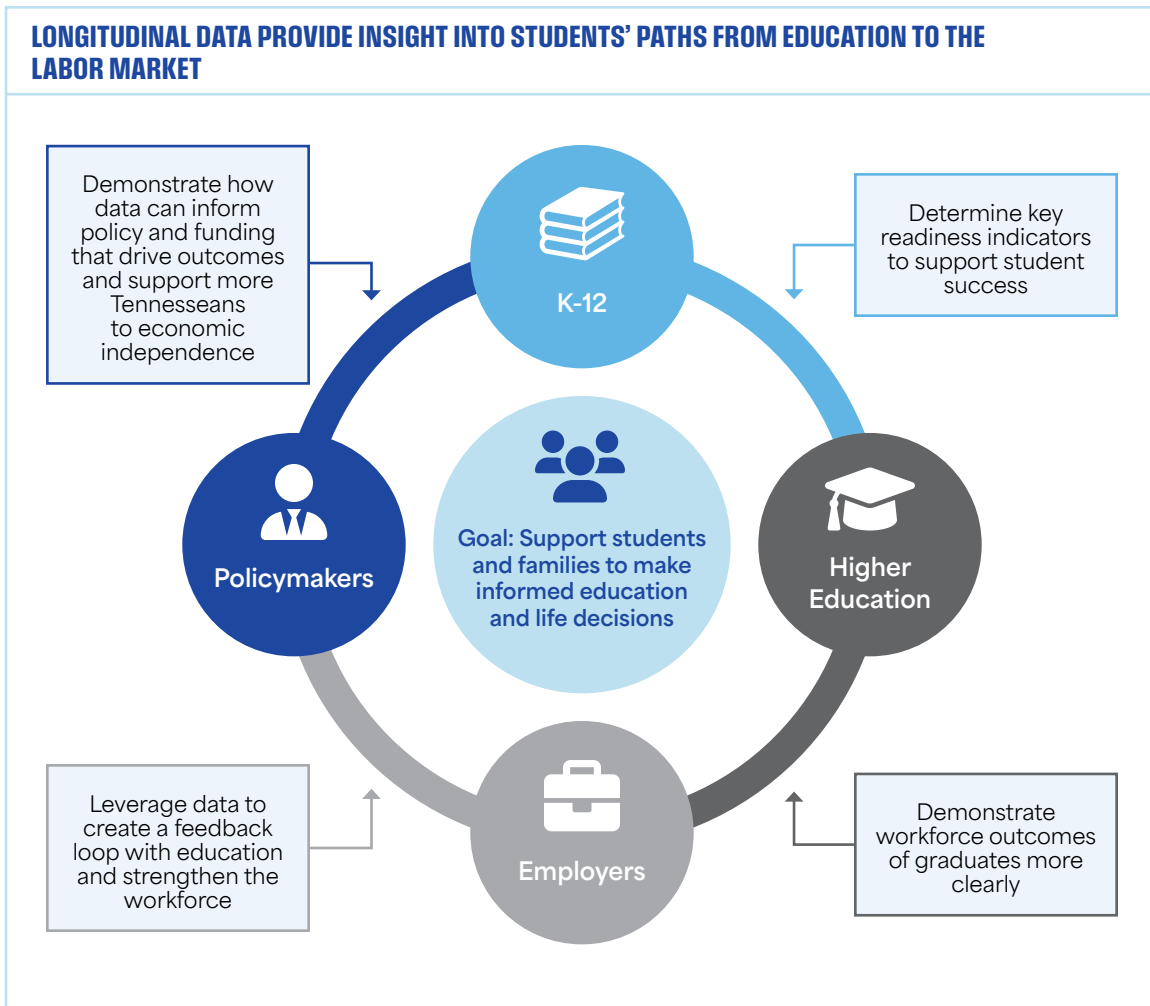 LONGITUDINAL DATA PROVIDE INSIGHT INTO STUDENTS’ PATHS FROM EDUCATION TO THE
LABOR MARKET
Demonstrate how
data can inform
policy and funding
that drive outcomes
and support more
Tennesseans
to economic
independence
K-12
Determine key
readiness indicators
to support student
success
Policymakers
Goal: Support students
and families to make
informed education
and life decisions
Higher
Education
Leverage data to
create a feedback
loop with education
and strengthen the
workforce
Employers
Demonstrate
workforce outcomes
of graduates more
clearly